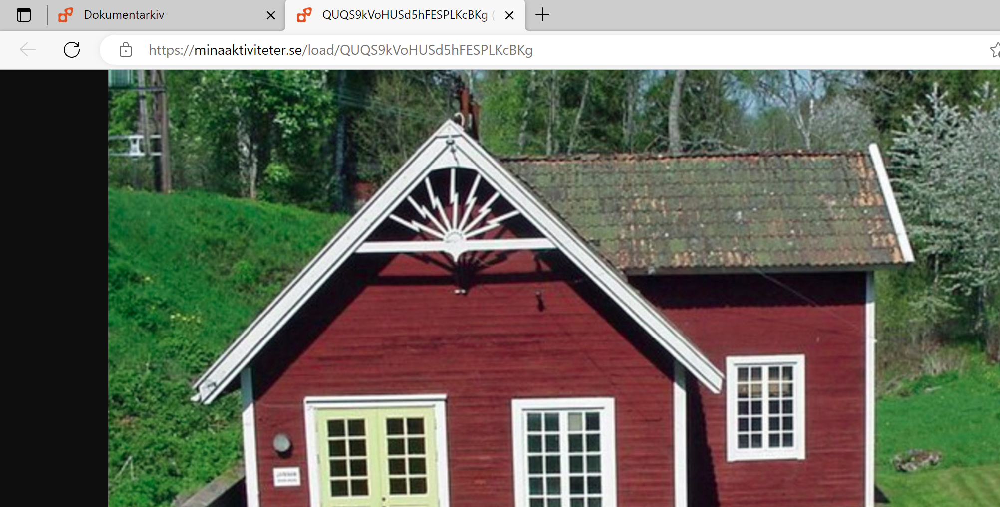 Dokumentarkiv
QUQS9kVoHUSd5hFESPLKcBKg (
https://minaaktiviteter.se/load/QUQS9kVoHUSd5hFESPLKcBKg